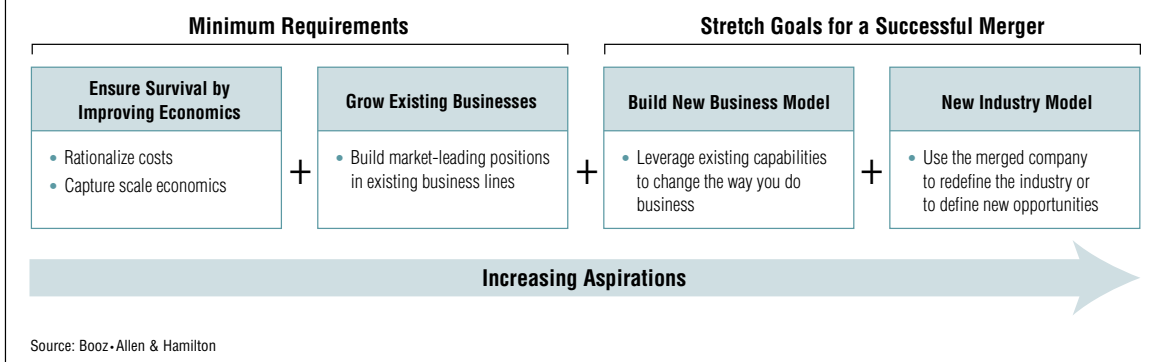 Minimum Requirements
Stretch Goals for a Successful Merger
Ensure Survival by
Improving Economics
• Rationalize costs
• Capture scale economics
+
Grow Existing Businesses
• Build market-leading positions
in existing business lines
+
Build New Business Model
• Leverage existing capabilities
to change the way you do
business
+
New Industry Model
• Use the merged company
to redefine the industry or
to define new opportunities
Increasing Aspirations
Source: Booz•Allen & Hamilton